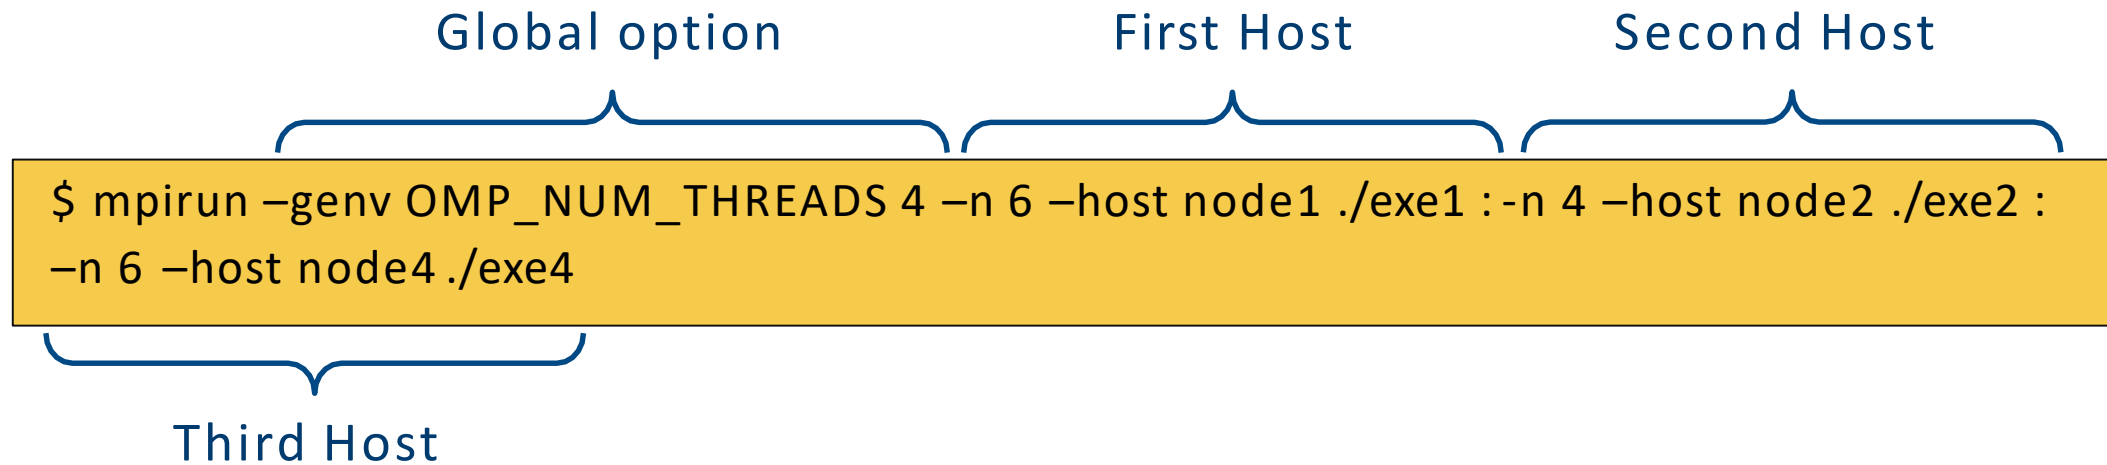 Global option First Host Second Host
$ mpirun –genv OMP_NUM_THREADS 4 –n 6 –host node1 ./exe1 : -n 4 –host node2 ./exe2 :
–n 6 –host node4 ./exe4
Third Host